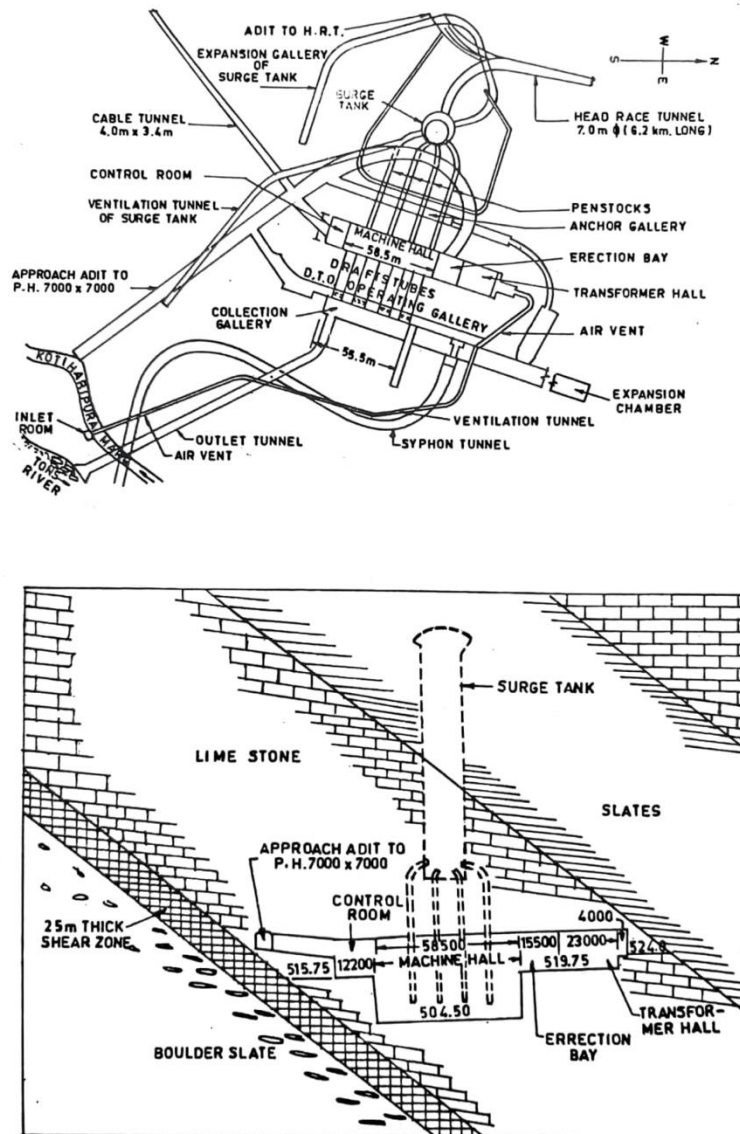 ADIT TO H.R.T.
EXPANSION GALLERY
OF
SURGE TANK
SURGE
TANK
W
S
N
E
CABLE TUNNEL
4.0m x 3.4m
HEAD RACE TUNNEL
7.0m ϕ (6.2 km. LONG)
CONTROL ROOM
VENTILATION TUNNEL
OF SURGE TANK
PENSTOCKS
ANCHOR GALLERY
MACHINE HALL
58.5m
ERECTION BAY
DRAFT TUBES
D.T.O. OPERATING GALLERY
TRANSFORMER HALL
APPROACH ADIT TO
P.H. 7000 x 7000
COLLECTION
GALLERY
AIR VENT
55.5m
EXPANSION
CHAMBER
KOTI HARIPURA MARG
INLET
ROOM
VENTILATION TUNNEL
OUTLET TUNNEL
SYPHON TUNNEL
AIR VENT
TONS
RIVER
SURGE TANK
LIME STONE
SLATES
APPROACH ADIT TO
P.H. 7000 x 7000
CONTROL
ROOM
25m THICK
SHEAR ZONE
4000
58500
15500
23000
524.0
515.75
12200
MACHINE HALL
519.75
504.50
TRANSFOR-
MER HALL
ERRECTION
BAY
BOULDER SLATE